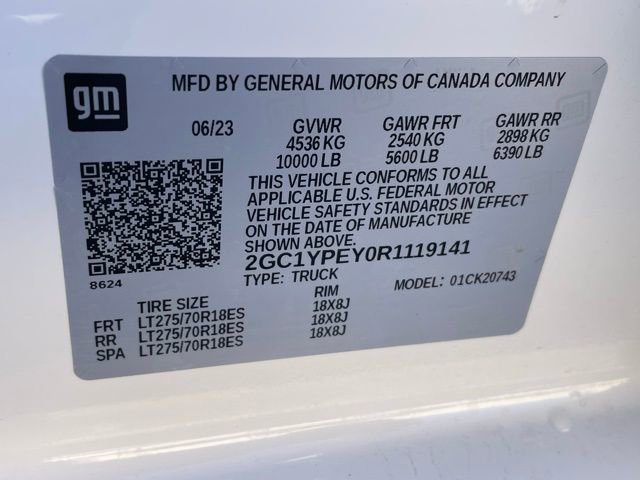 gm
MFD BY GENERAL MOTORS OF CANADA COMPANY
06/23 GVWR GAWR FRT GAWR RR
4536 KG 2540 KG 2898 KG
10000 LB 5600 LB 6390 LB
THIS VEHICLE CONFORMS TO ALL
APPLICABLE U.S. FEDERAL MOTOR
VEHICLE SAFETY STANDARDS IN EFFECT
ON THE DATE OF MANUFACTURE
SHOWN ABOVE.
2GC1YPEY0R1119141
8624 TYPE: TRUCK MODEL: 01CK20743
TIRE SIZE RIM
FRT LT275/70R18ES 18X8J
RR LT275/70R18ES 18X8J
SPA LT275/70R18ES 18X8J